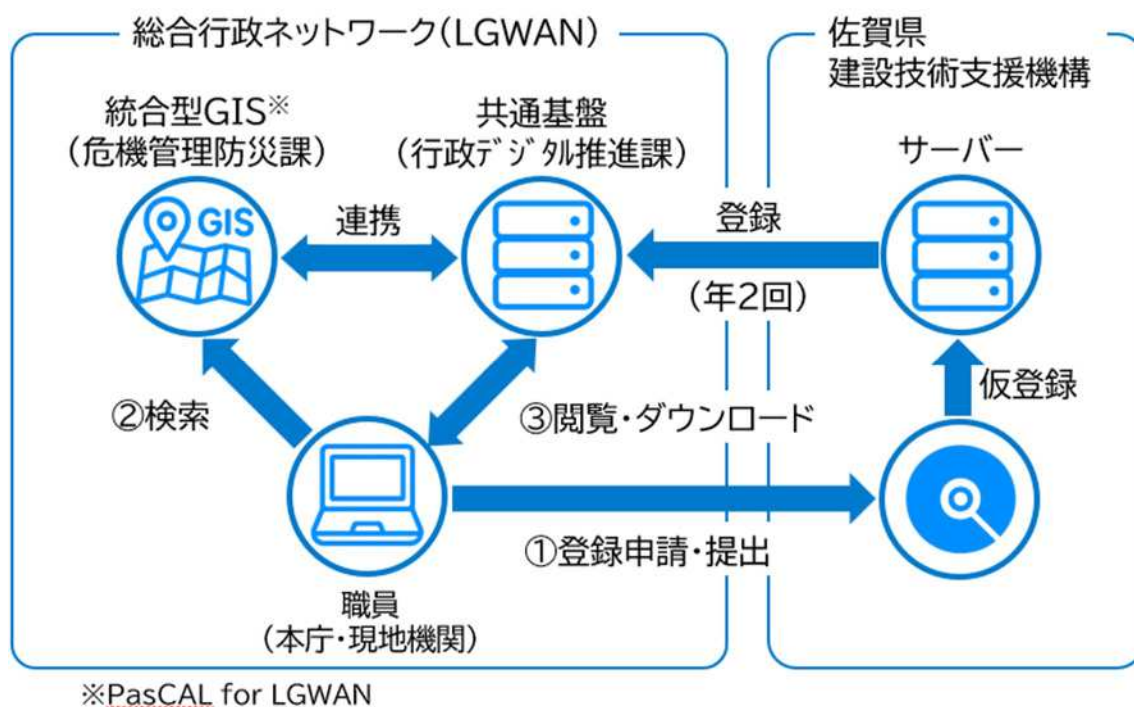 総合行政ネットワーク(LGWAN)
佐賀県
建設技術支援機構
統合型GIS※
(危機管理防災課)
共通基盤
(行政ﾃﾞｼﾞﾀﾙ推進課)
サーバー
GIS
連携
登録
(年2回)
仮登録
②検索
③閲覧・ダウンロード
①登録申請・提出
職員
(本庁・現地機関)
※PasCAL for LGWAN